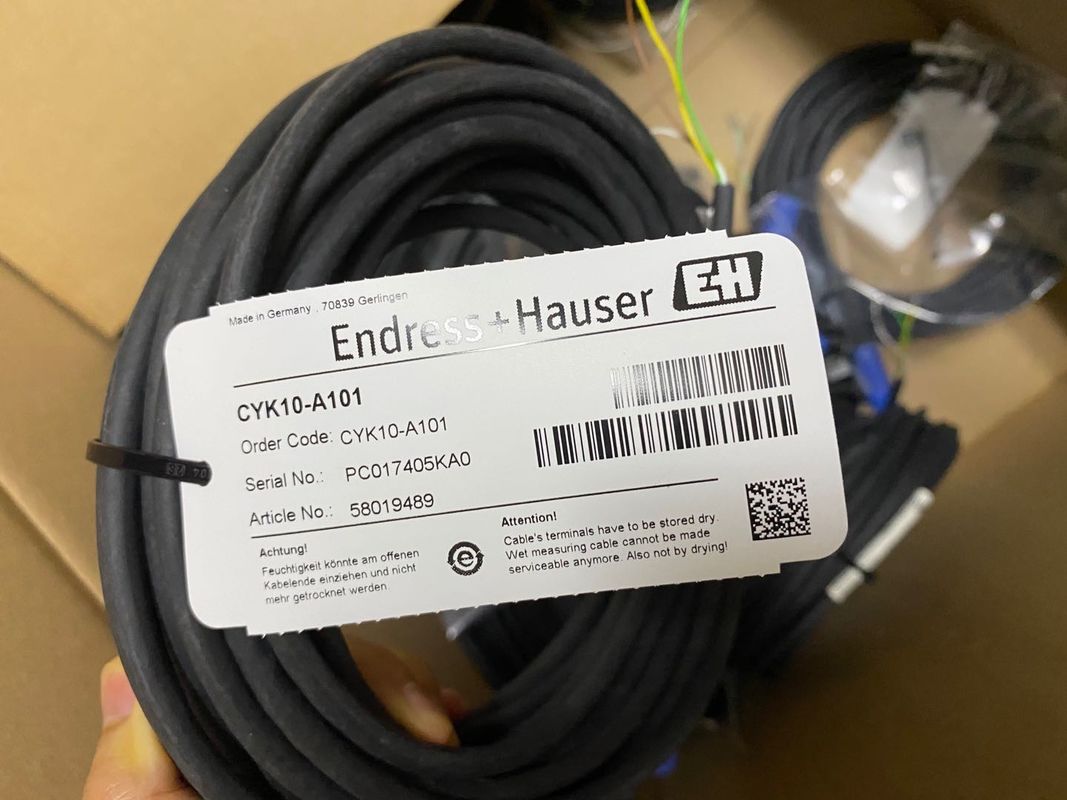 Made in Germany , 70839 Gerlingen
Endress+Hauser EH
CYK10-A101
Order Code: CYK10-A101
Serial No.: PC017405KA0
Article No.: 58019489
Achtung!
Feuchtigkeit könnte am offenen
Kabelende einziehen und nicht
mehr getrocknet werden.
Attention!
Cable's terminals have to be stored dry.
Wet measuring cable cannot be made
serviceable anymore. Also not by drying!